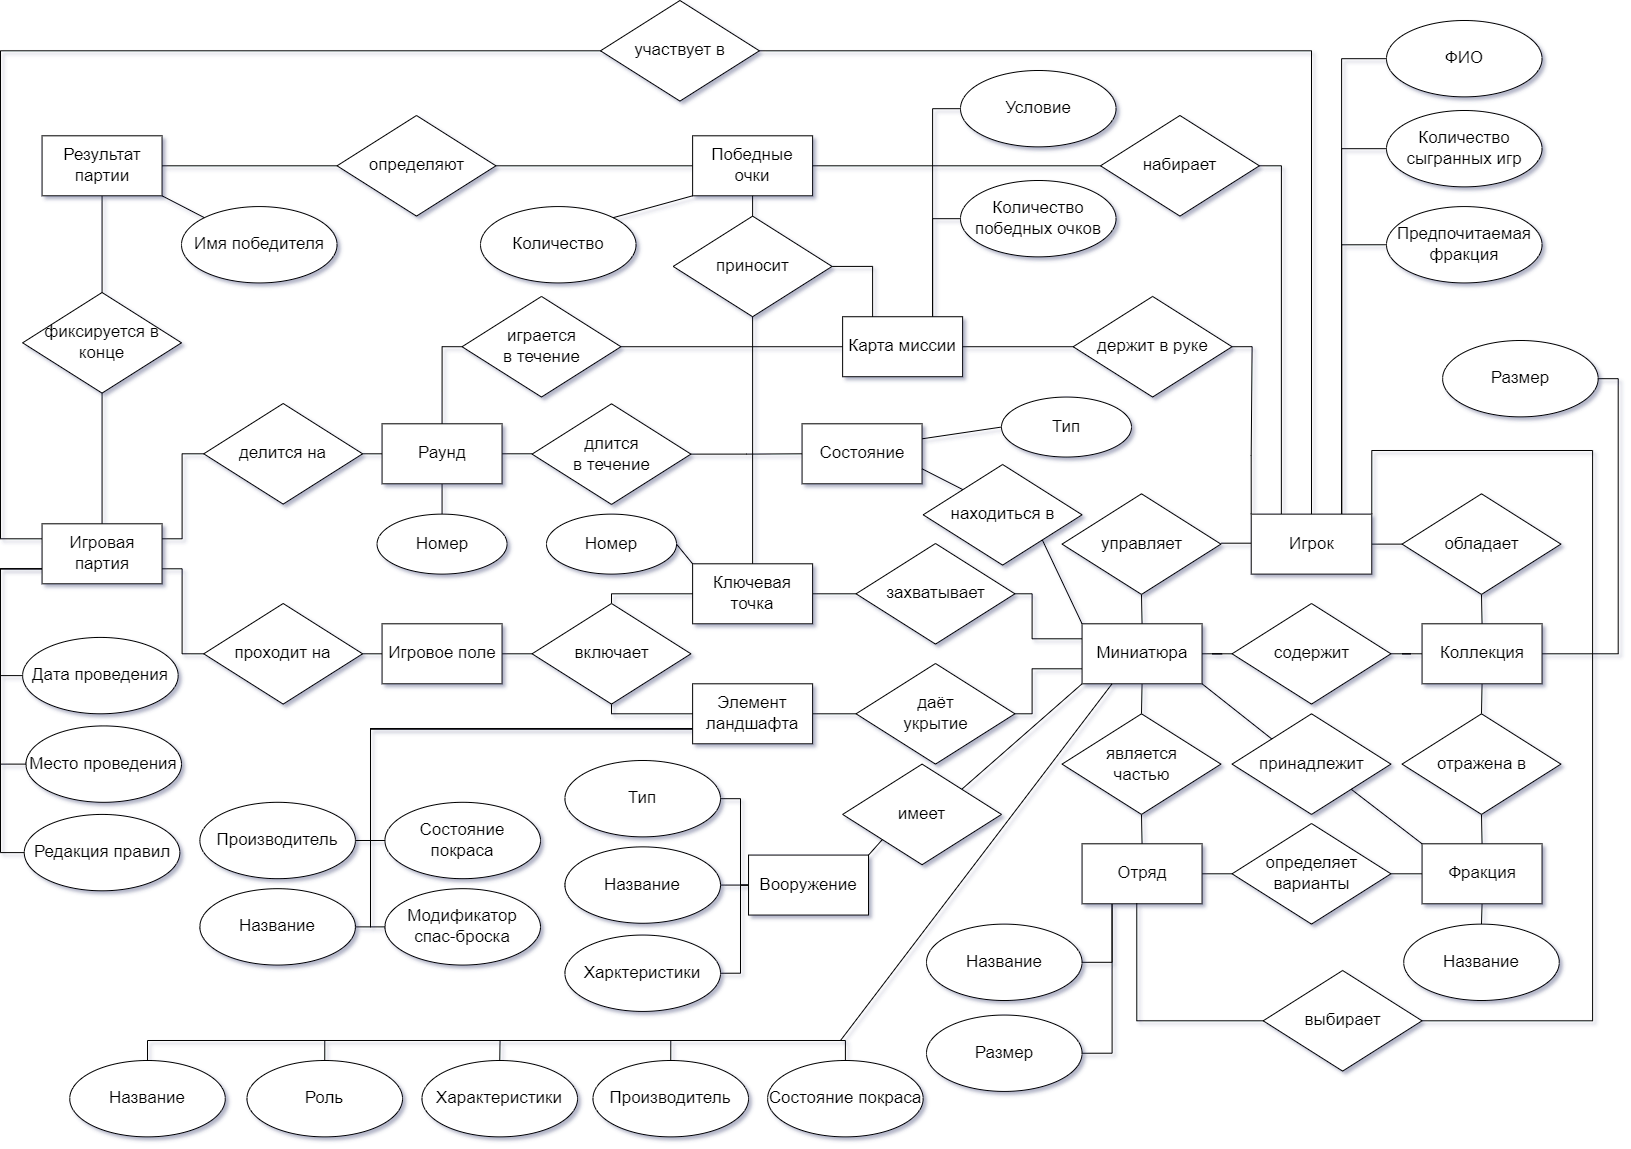 участвует в
ФИО
Условие
Количество
сыгранных игр
Результат
партии
определяют
Победные
очки
набирает
Имя победителя
Количество
Количество
победных очков
Предпочитаемая
фракция
приносит
фиксируется в
конце
играется
в течение
Карта миссии
держит в руке
Размер
делится на
Раунд
длится
в течение
Состояние
Тип
находиться в
Игровая
партия
Номер
Номер
управляет
Игрок
обладает
Ключевая
точка
захватывает
проходит на
Игровое поле
включает
Миниатюра
содержит
Коллекция
Дата проведения
Элемент
ландшафта
даёт
укрытие
Место проведения
является
частью
принадлежит
отражена в
Тип
имеет
Производитель
Состояние
покраса
Редакция правил
Название
Вооружение
Отряд
определяет
варианты
Фракция
Название
Модификатор
спас-броска
Харктеристики
Название
Название
Размер
выбирает
Название
Роль
Характеристики
Производитель
Состояние покраса